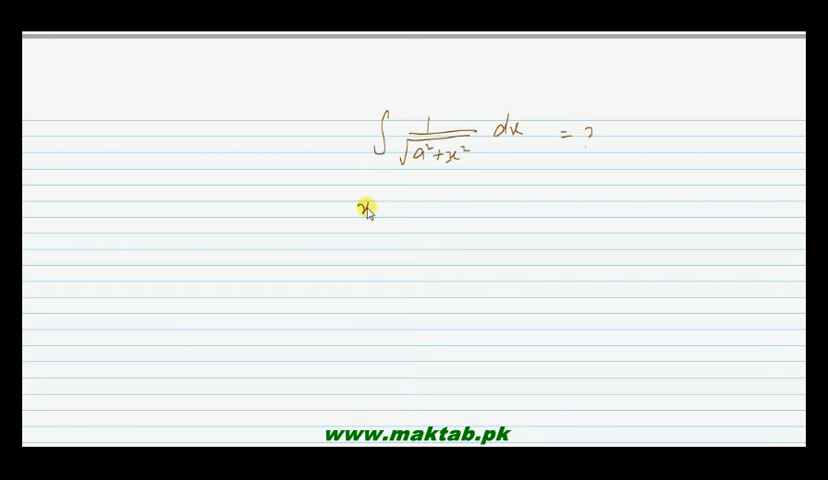 ∫ 1/√(a²+x²) dx = ?
x
www.maktab.pk